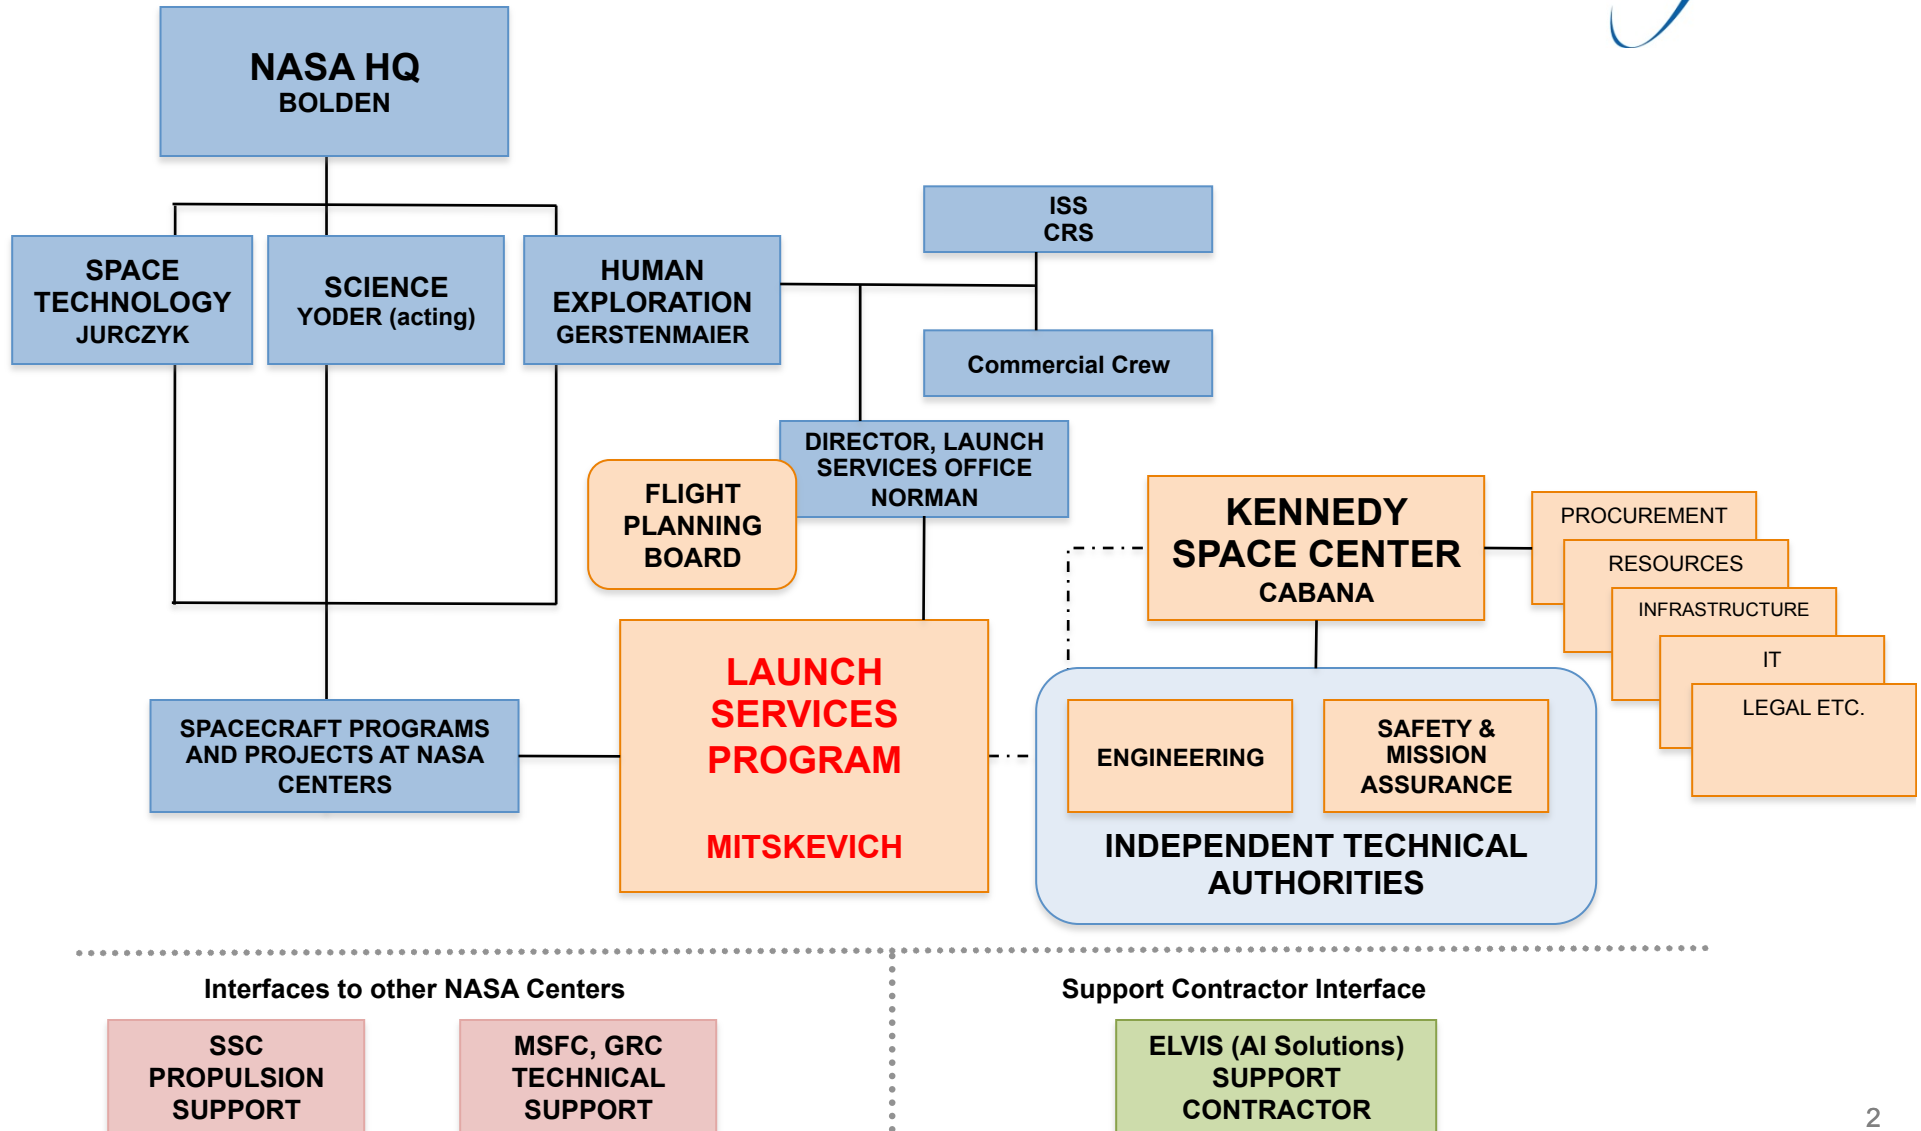 NASA HQ
BOLDEN
ISS
CRS
SPACE
TECHNOLOGY
JURCZYK
SCIENCE
YODER (acting)
HUMAN
EXPLORATION
GERSTENMAIER
Commercial Crew
DIRECTOR, LAUNCH
SERVICES OFFICE
NORMAN
FLIGHT
PLANNING
BOARD
KENNEDY
SPACE CENTER
CABANA
PROCUREMENT
RESOURCES
INFRASTRUCTURE
IT
LEGAL ETC.
SPACECRAFT PROGRAMS
AND PROJECTS AT NASA
CENTERS
LAUNCH
SERVICES
PROGRAM
MITSKEVICH
ENGINEERING
SAFETY &
MISSION
ASSURANCE
INDEPENDENT TECHNICAL
AUTHORITIES
Interfaces to other NASA Centers
SSC
PROPULSION
SUPPORT
MSFC, GRC
TECHNICAL
SUPPORT
Support Contractor Interface
ELVIS (AI Solutions)
SUPPORT
CONTRACTOR
2